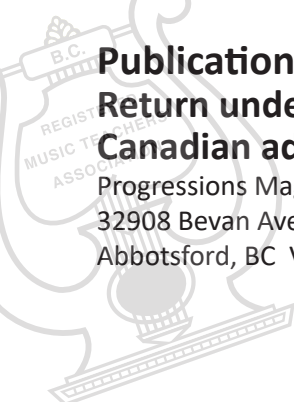 B.C.
REGISTERED
MUSIC TEACHERS
ASSOCIATION
Publication
Return unde
Canadian ad
Progressions Ma
32908 Bevan Ave
Abbotsford, BC V